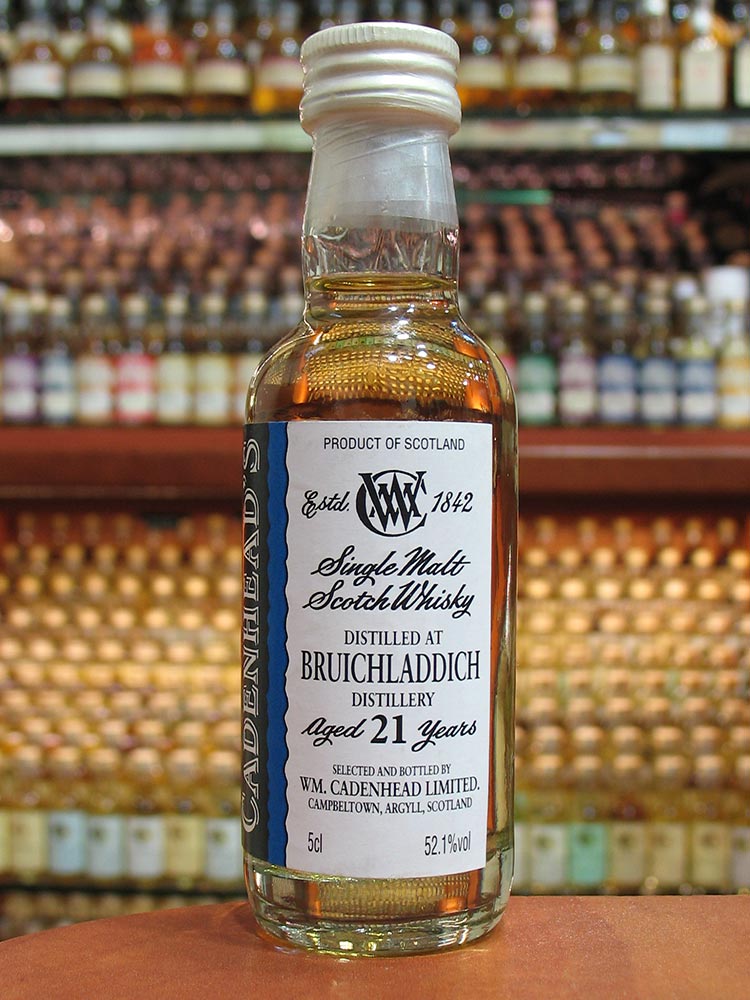 CADENHEAD'S
PRODUCT OF SCOTLAND
Estd. WMC 1842
Single Malt
Scotch Whisky
DISTILLED AT
BRUICHLADDICH
DISTILLERY
Aged 21 Years
SELECTED AND BOTTLED BY
WM. CADENHEAD LIMITED.
CAMPBELTOWN, ARGYLL, SCOTLAND
5cl 52.1%vol